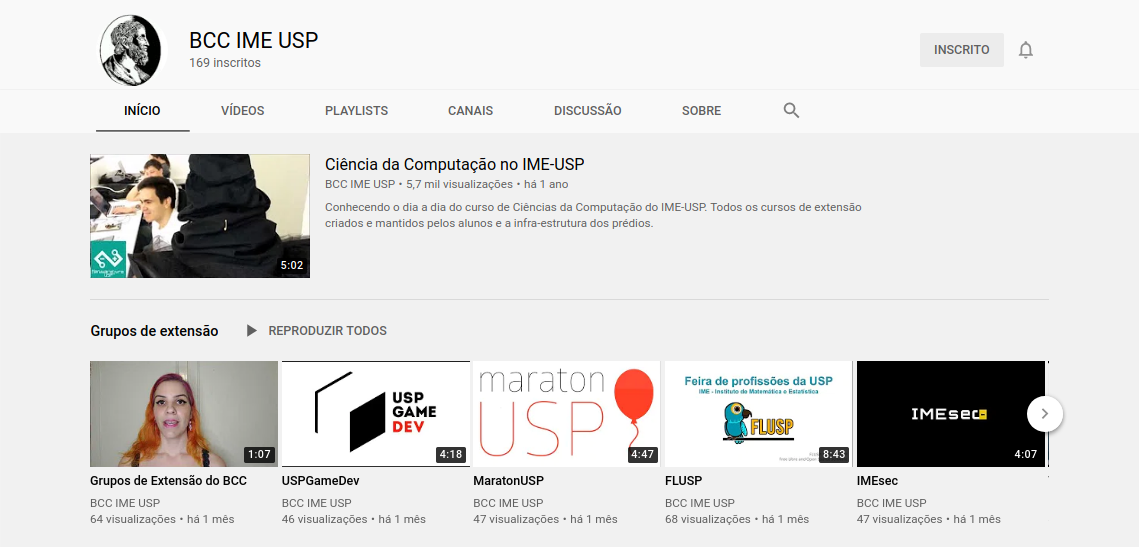 BCC IME USP
169 inscritos
INSCRITO
INÍCIO
VÍDEOS
PLAYLISTS
CANAIS
DISCUSSÃO
SOBRE
Ciência da Computação no IME-USP
BCC IME USP • 5,7 mil visualizações • há 1 ano
Conhecendo o dia a dia do curso de Ciências da Computação do IME-USP. Todos os cursos de extensão
criados e mantidos pelos alunos e a infra-estrutura dos prédios.
5:02
Grupos de extensão
REPRODUZIR TODOS
1:07
Grupos de Extensão do BCC
BCC IME USP
64 visualizações • há 1 mês
USP
GAME
DEV
4:18
USPGameDev
BCC IME USP
46 visualizações • há 1 mês
maraton
USP
4:47
MaratonUSP
BCC IME USP
47 visualizações • há 1 mês
Feira de profissões da USP
IME - Instituto de Matemática e Estatística
FLUSP
8:43
FLUSP
BCC IME USP
68 visualizações • há 1 mês
IMEsec
4:07
IMEsec
BCC IME USP
47 visualizações • há 1 mês